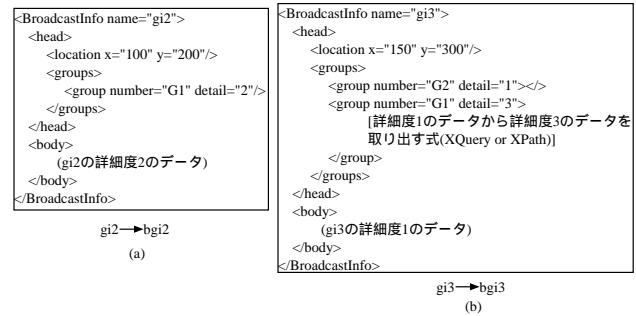 <BroadcastInfo name="gi2">
<head>
<location x="100" y="200"/>
<groups>
<group number="G1" detail="2"/>
</groups>
</head>
<body>
(gi2の詳細度2のデータ)
</body>
</BroadcastInfo>
gi2→bgi2
(a)
<BroadcastInfo name="gi3">
<head>
<location x="150" y="300"/>
<groups>
<group number="G2" detail="1"></>
<group number="G1" detail="3">
[詳細度1のデータから詳細度3のデータを
取り出す式(XQuery or XPath)]
</group>
</groups>
</head>
<body>
(gi3の詳細度1のデータ)
</body>
</BroadcastInfo>
gi3→bgi3
(b)